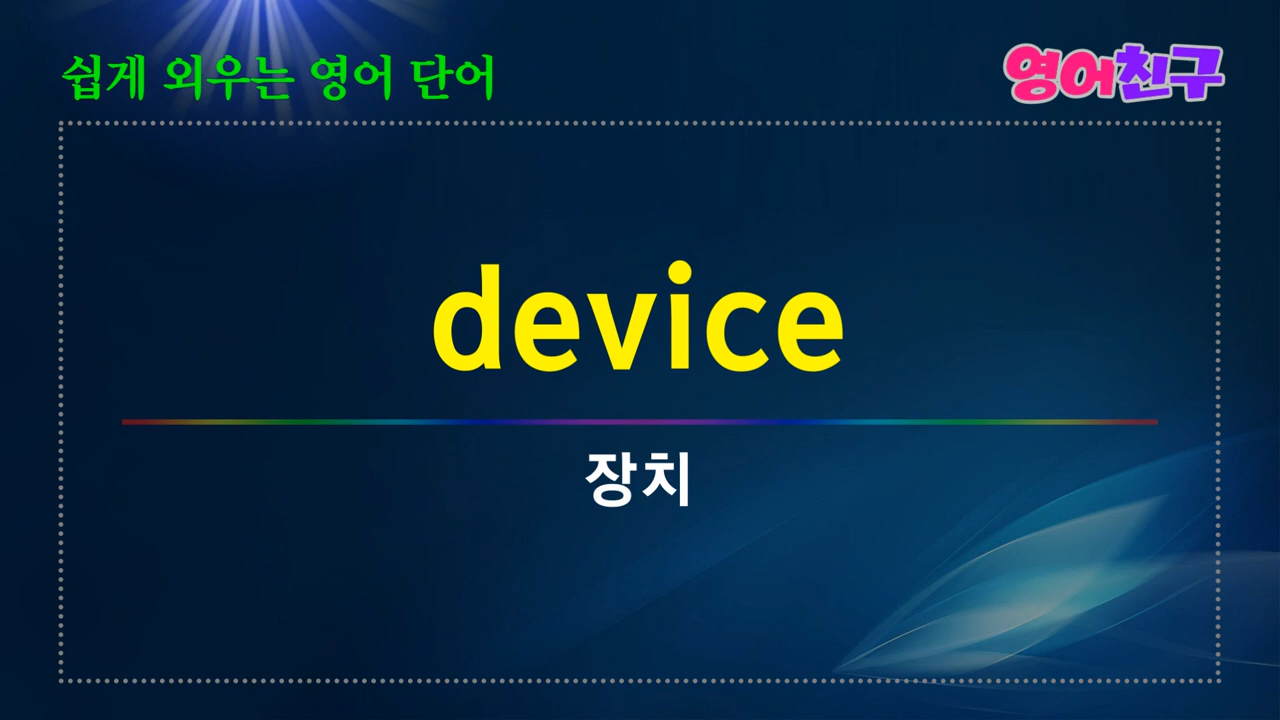 쉽게 외우는 영어 단어
영어친구
device
장치